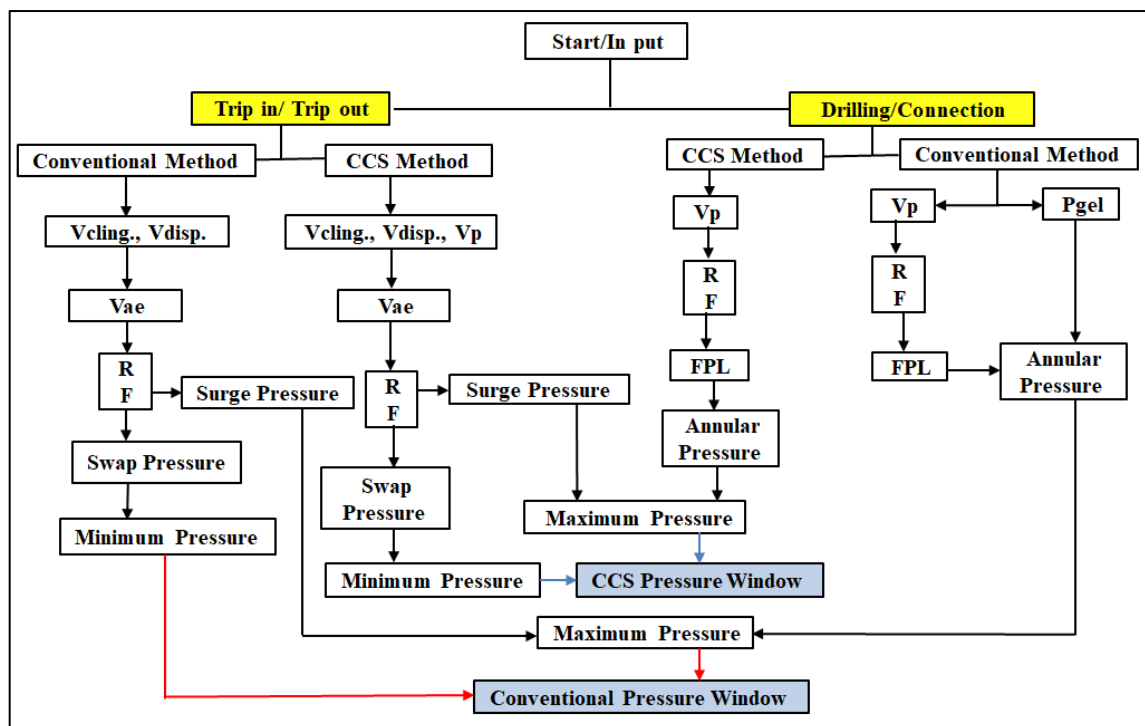 Start/In put
Trip in/ Trip out
Drilling/Connection
Conventional Method
CCS Method
CCS Method
Conventional Method
Vcling., Vdisp.
Vcling., Vdisp., Vp
Vp
Vp
Pgel
Vae
Vae
R
F
R
F
R
F
R
F
Surge Pressure
Surge Pressure
FPL
FPL
Annular
Pressure
Swap Pressure
Swap
Pressure
Annular
Pressure
Minimum Pressure
Maximum Pressure
Minimum Pressure
CCS Pressure Window
Maximum Pressure
Conventional Pressure Window